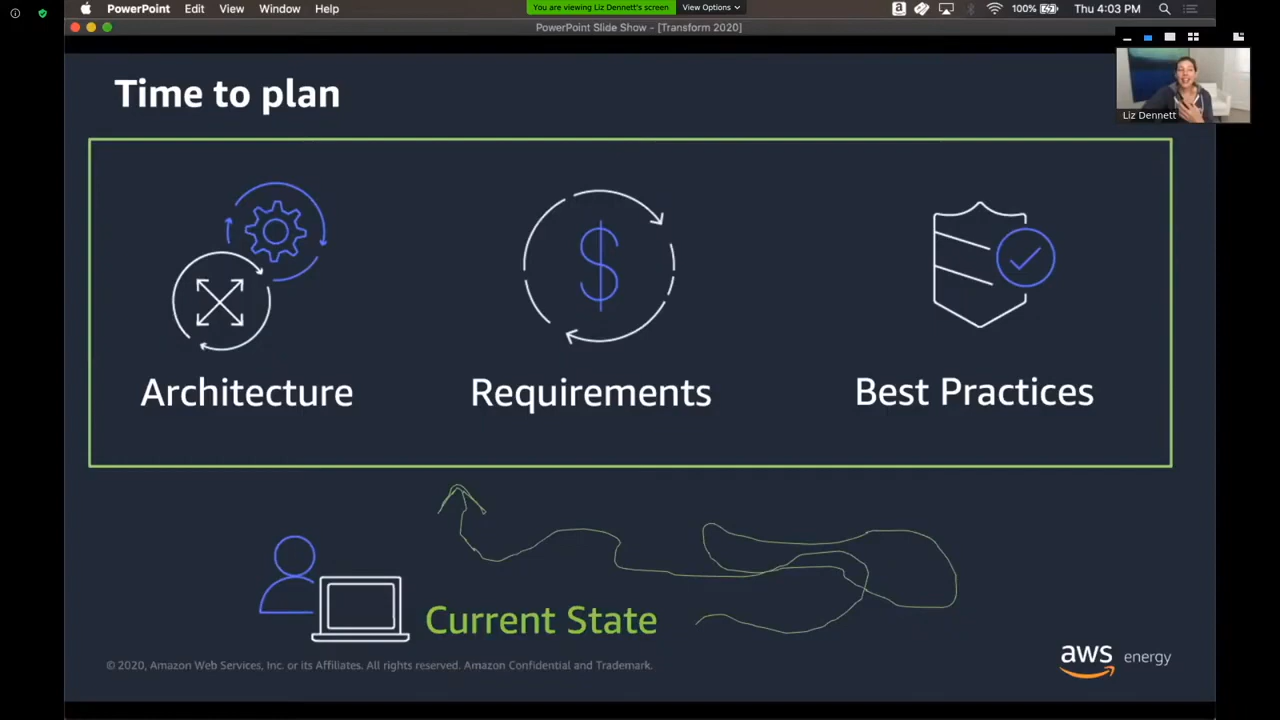 PowerPoint Edit View Window Help
You are viewing Liz Dennett's screen View Options
100% Thu 4:03 PM
PowerPoint Slide Show - [Transform 2020]
Time to plan
Liz Dennett
Architecture Requirements Best Practices
Current State
© 2020, Amazon Web Services, Inc. or its Affiliates. All rights reserved. Amazon Confidential and Trademark.
aws energy